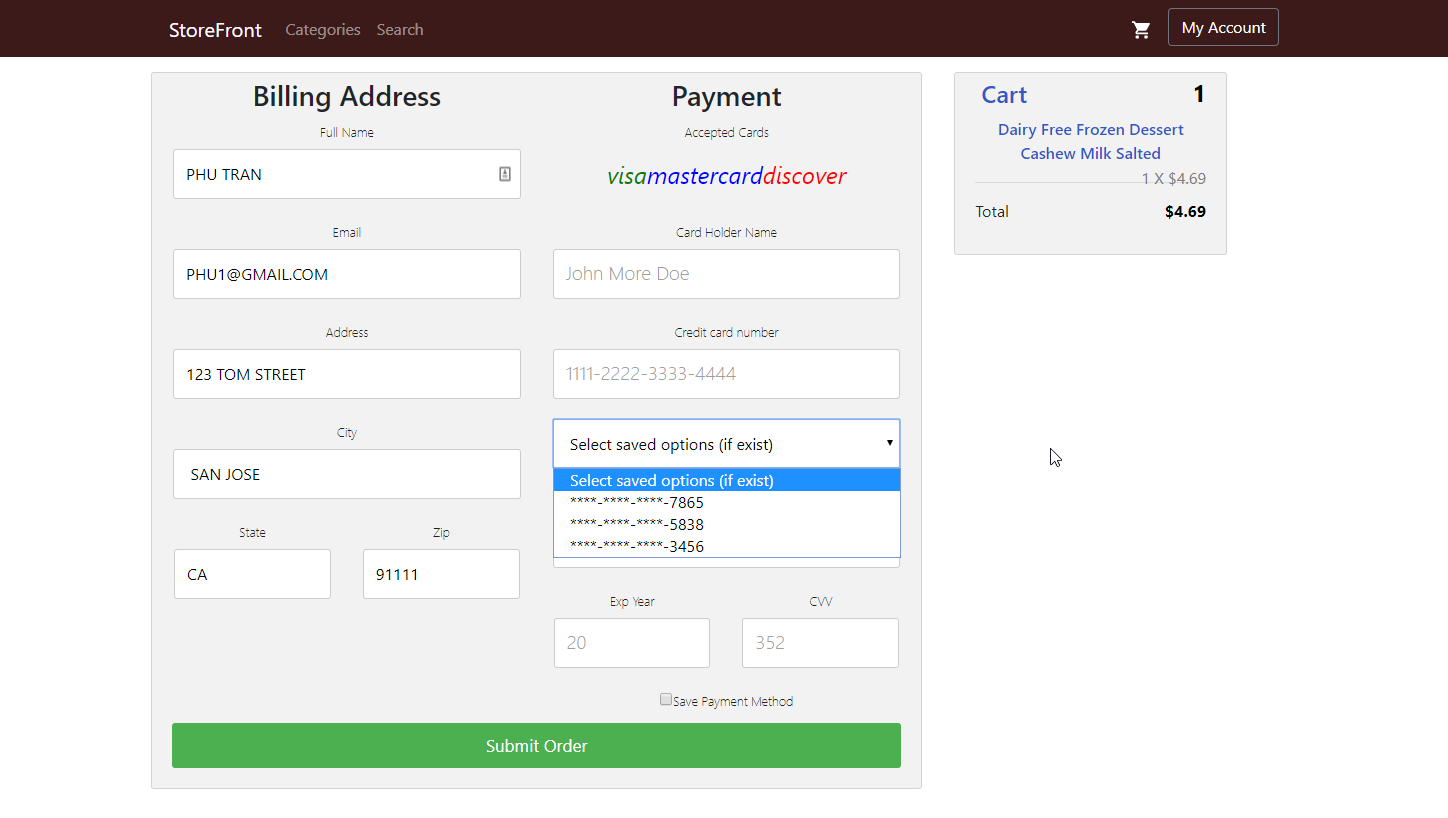 StoreFront Categories Search My Account
Billing Address
Full Name
PHU TRAN
Email
PHU1@GMAIL.COM
Address
123 TOM STREET
City
SAN JOSE
State Zip
CA 91111
Payment
Accepted Cards
visamastercarddiscover
Card Holder Name
John More Doe
Credit card number
1111-2222-3333-4444
Select saved options (if exist)
Select saved options (if exist)
****-****-****-7865
****-****-****-5838
****-****-****-3456
Exp Year CVV
20 352
Save Payment Method
Submit Order
Cart 1
Dairy Free Frozen Dessert
Cashew Milk Salted
1 X $4.69
Total $4.69